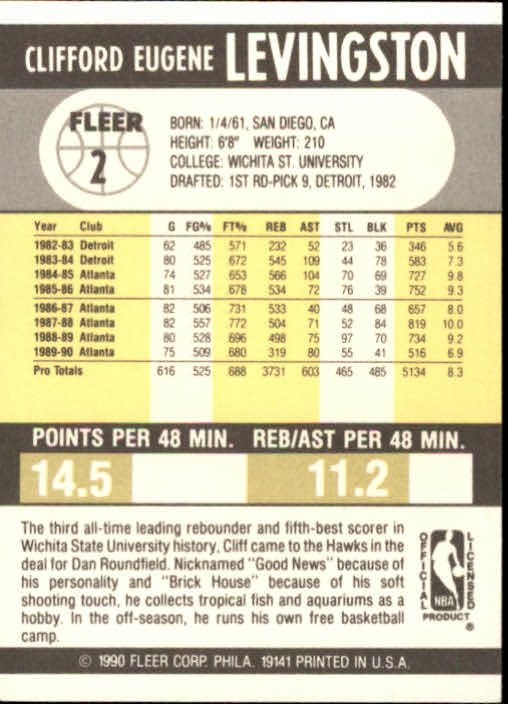 CLIFFORD EUGENE LEVINGSTON
FLEER
2
BORN: 1/4/61, SAN DIEGO, CA
HEIGHT: 6'8" WEIGHT: 210
COLLEGE: WICHITA ST. UNIVERSITY
DRAFTED: 1ST RD-PICK 9, DETROIT, 1982
Year Club G FG% FT% REB AST STL BLK PTS AVG
1982-83 Detroit 62 485 571 232 52 23 36 346 5.6
1983-84 Detroit 80 525 672 545 109 44 78 583 7.3
1984-85 Atlanta 74 527 653 566 104 70 69 727 9.8
1985-86 Atlanta 81 534 678 534 72 76 39 752 9.3
1986-87 Atlanta 82 506 .731 533 40 48 68 657 8.0
1987-88 Atlanta 82 557 .772 504 71 52 84 819 10.0
1988-89 Atlanta 80 528 696 498 75 97 70 734 9.2
1989-90 Atlanta 75 509 680 319 80 55 41 516 6.9
Pro Totals 616 525 688 3731 603 465 485 5134 8.3
POINTS PER 48 MIN. REB/AST PER 48 MIN.
14.5 11.2
The third all-time leading rebounder and fifth-best scorer in
Wichita State University history, Cliff came to the Hawks in the
deal for Dan Roundfield. Nicknamed "Good News" because of
his personality and "Brick House" because of his soft
shooting touch, he collects tropical fish and aquariums as a
hobby. In the off-season, he runs his own free basketball
camp.
OFFICIAL
LICENSED
NBA
PRODUCT
®
© 1990 FLEER CORP. PHILA. 19141 PRINTED IN U.S.A.